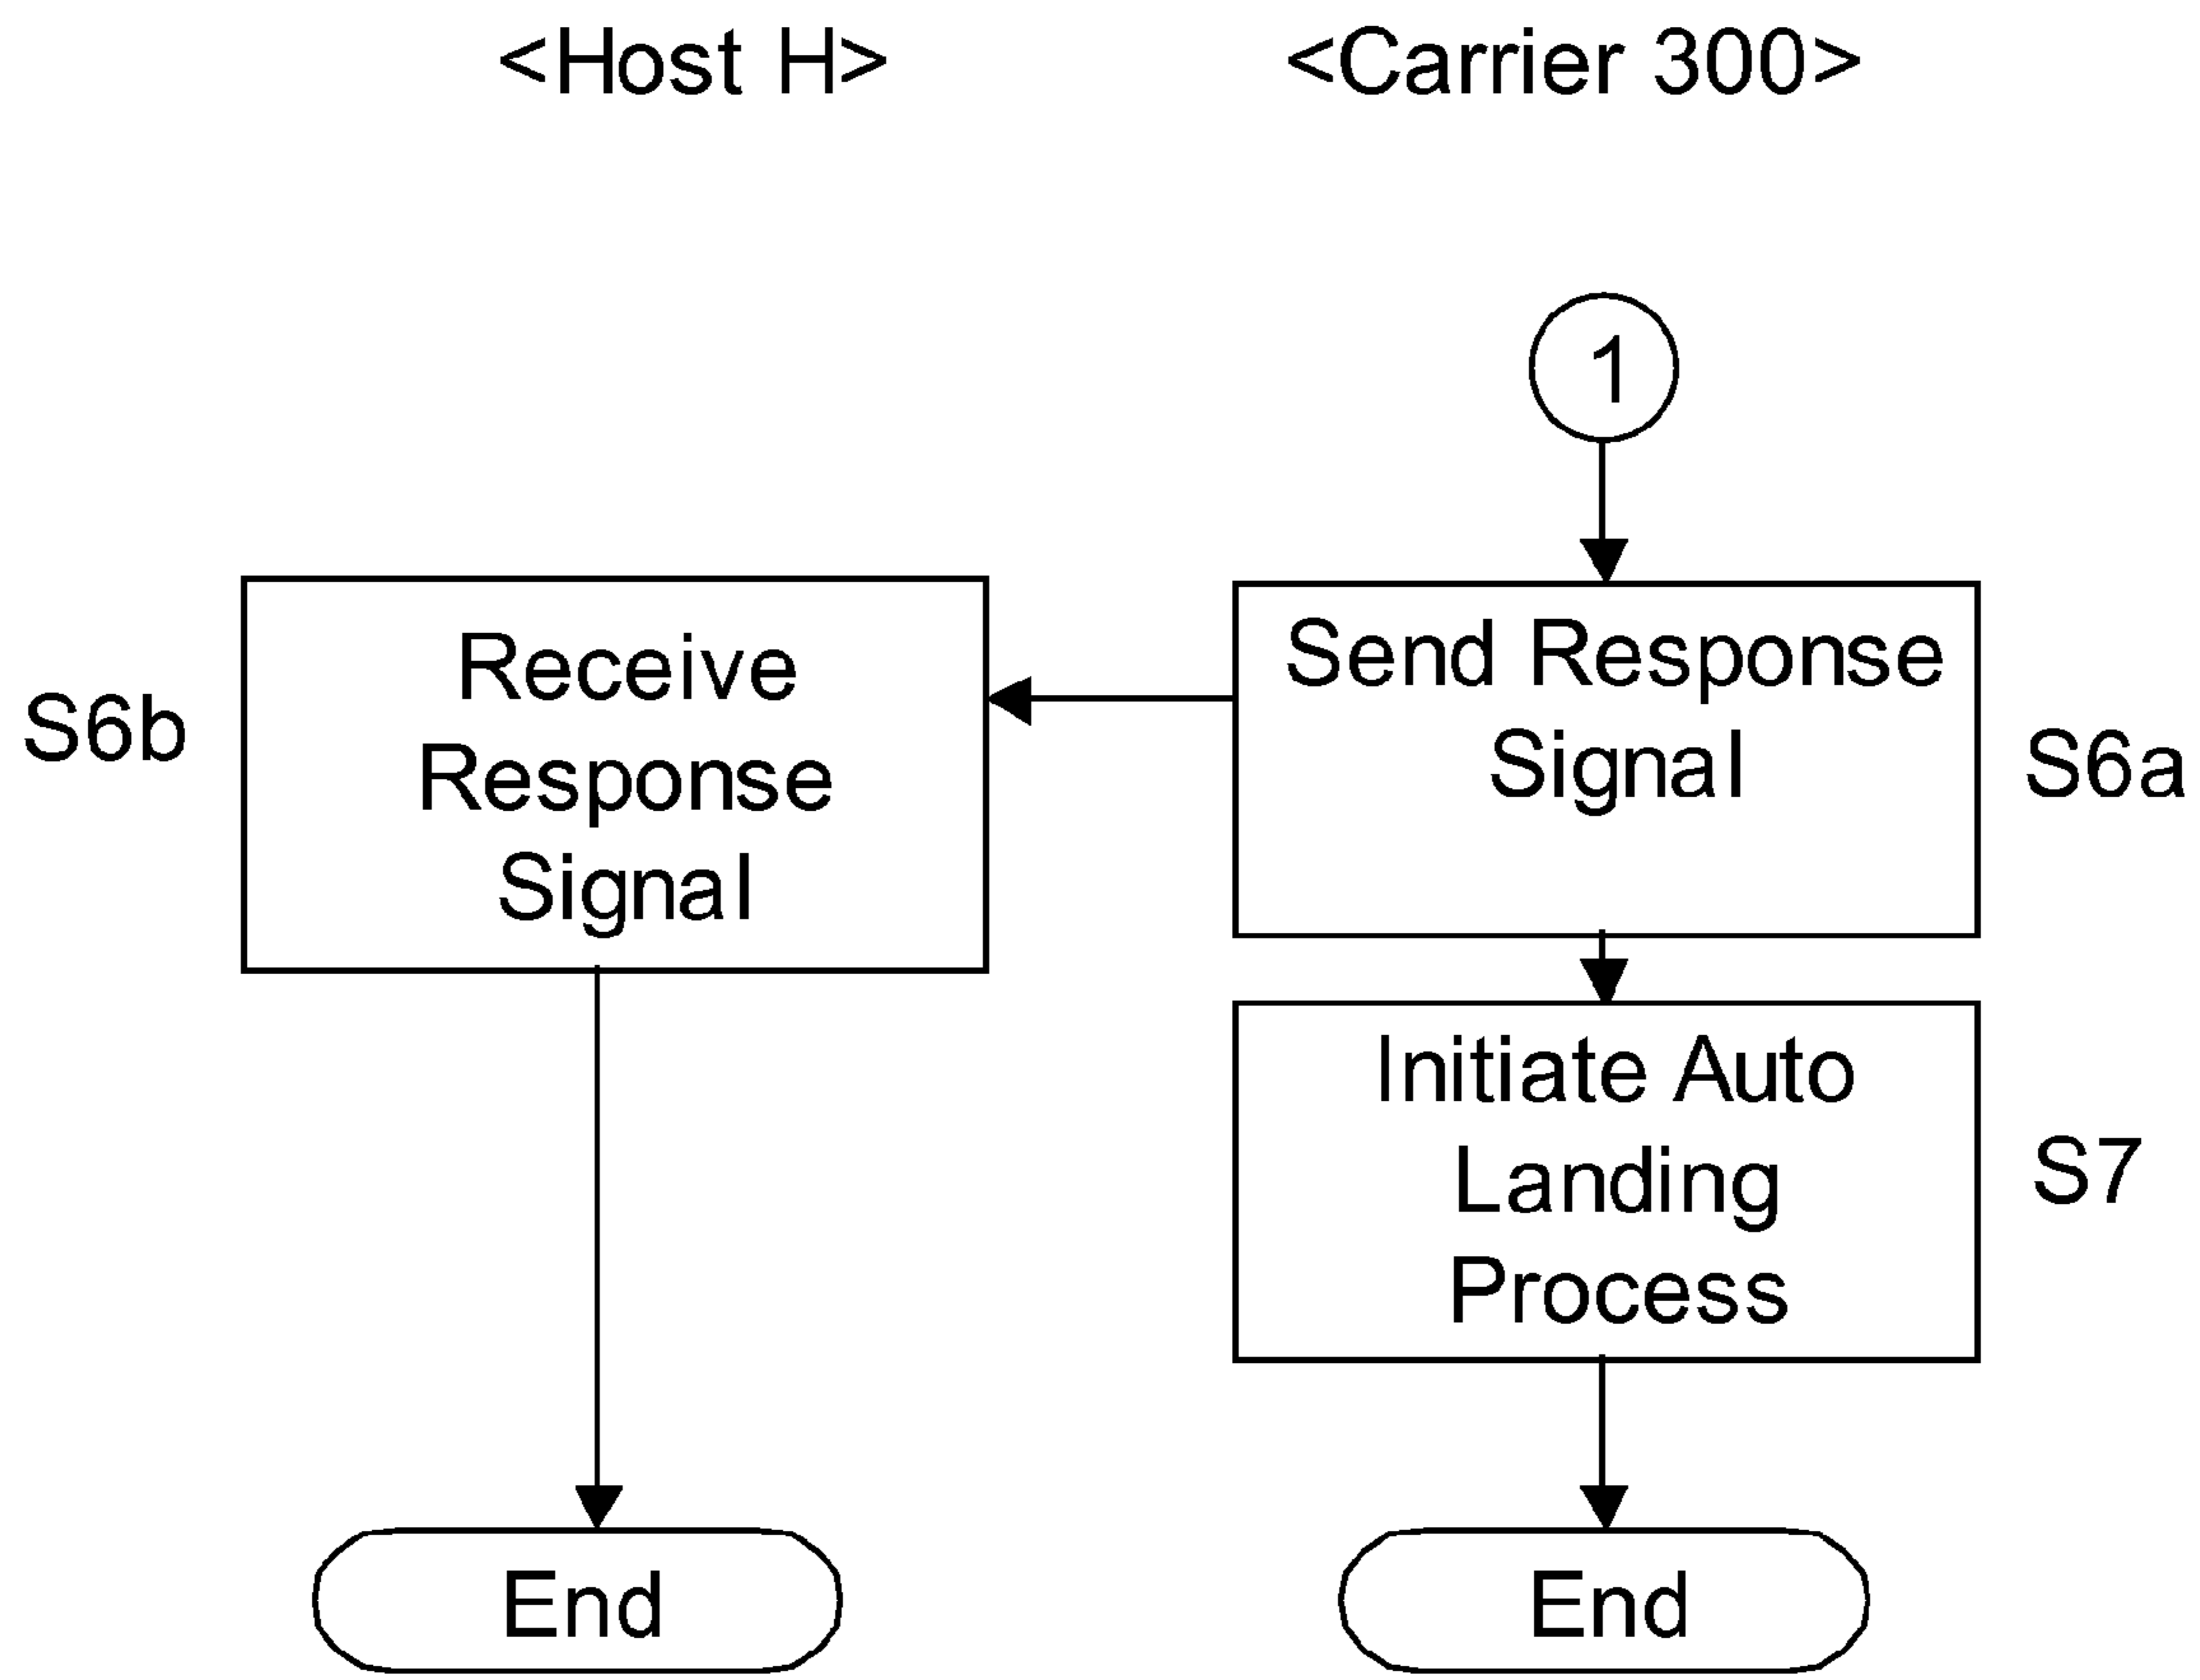 <Host H>
<Carrier 300>
1
Receive
Response
Signal
S6b
Send Response
Signal
S6a
Initiate Auto
Landing
Process
S7
End
End